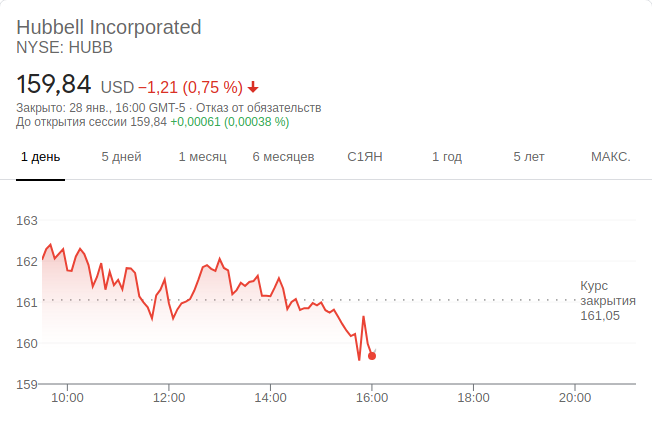 Hubbell Incorporated
NYSE: HUBB
159,84 USD −1,21 (0,75 %)
Закрыто: 28 янв., 16:00 GMT-5 · Отказ от обязательств
До открытия сессии 159,84 +0,00061 (0,00038 %)
1 день 5 дней 1 месяц 6 месяцев С1ЯН 1 год 5 лет МАКС.
163
162
161
160
159
Курс
закрытия
161,05
10:00 12:00 14:00 16:00 18:00 20:00